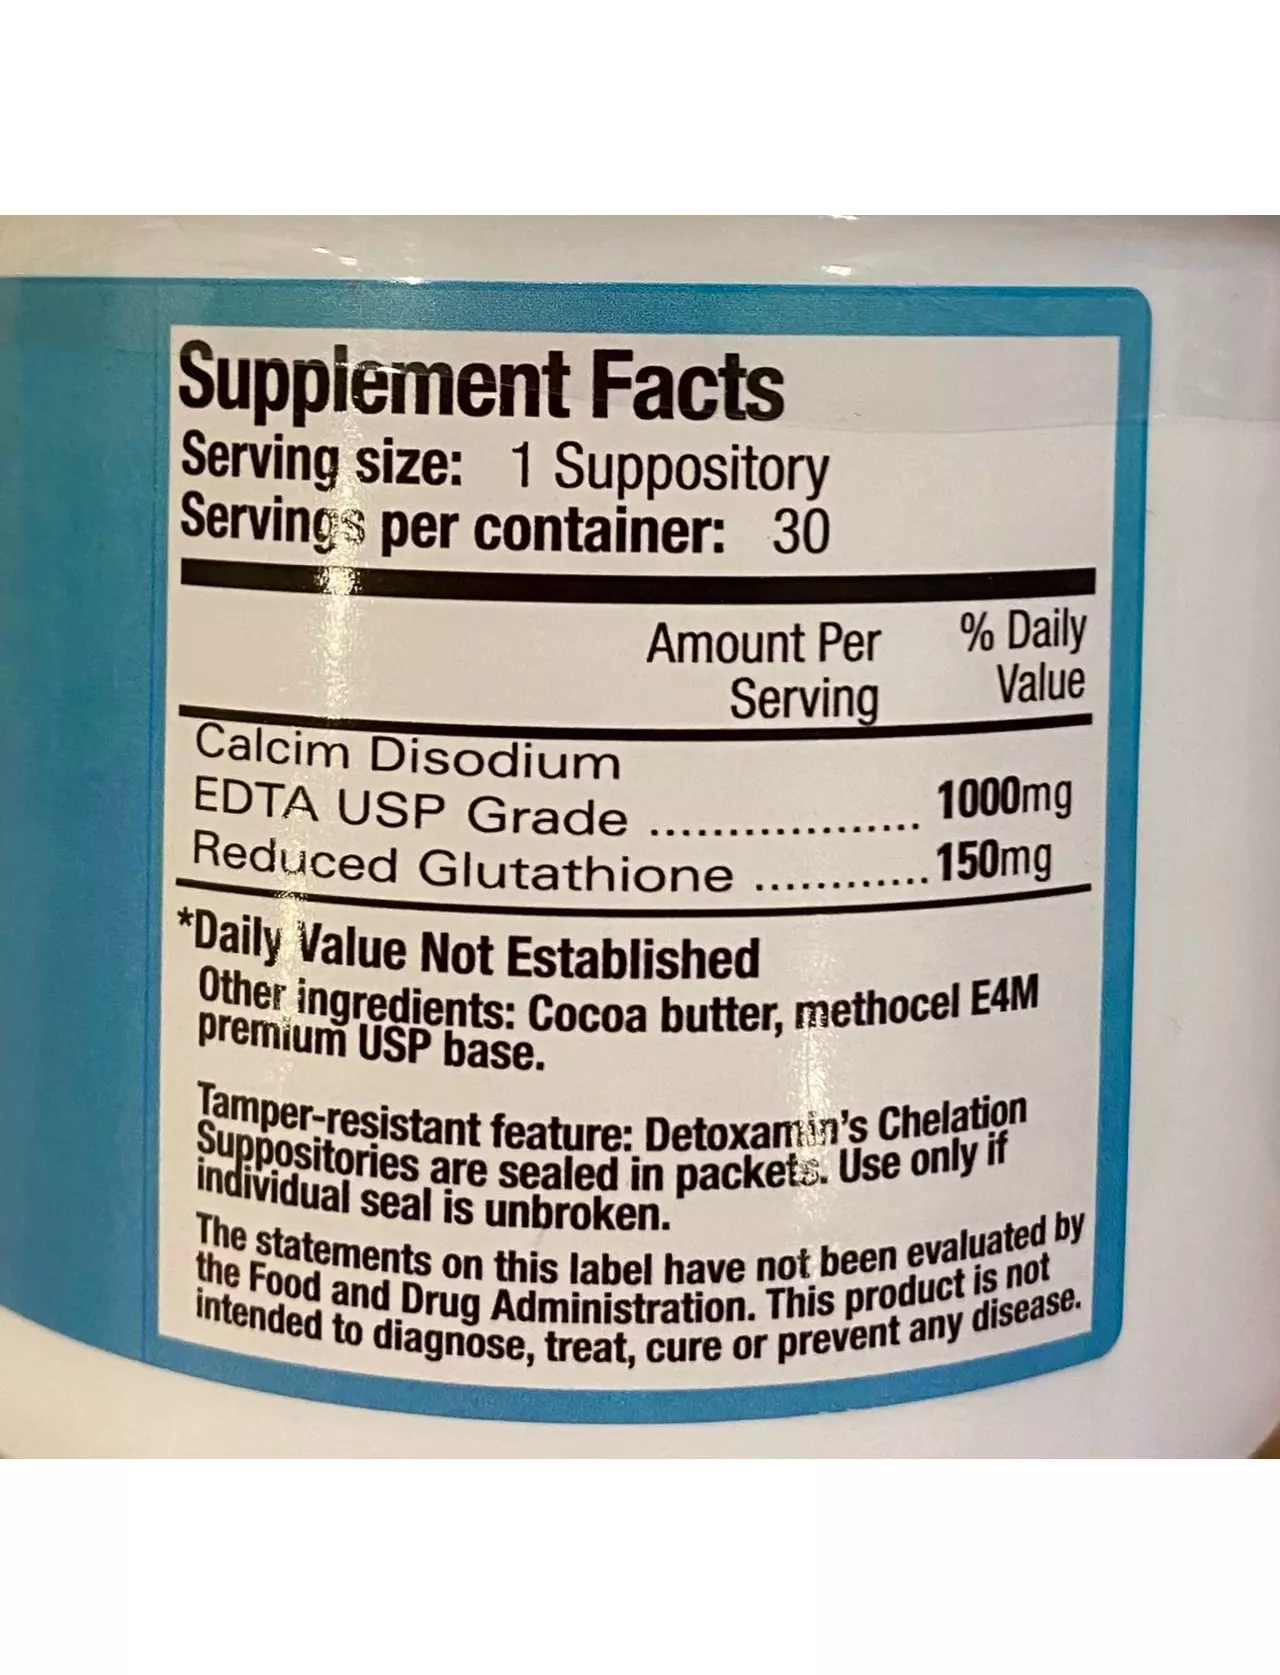 Supplement Facts
Serving size: 1 Suppository
Servings per container: 30
Amount Per
Serving
% Daily
Value
Calcim Disodium
EDTA USP Grade ................... 1000mg
Reduced Glutathione ............. 150mg
*Daily Value Not Established
Other ingredients: Cocoa butter, methocel E4M
premium USP base.
Tamper-resistant feature: Detoxamin's Chelation
Suppositories are sealed in packets. Use only if
individual seal is unbroken.
The statements on this label have not been evaluated by
the Food and Drug Administration. This product is not
intended to diagnose, treat, cure or prevent any disease.